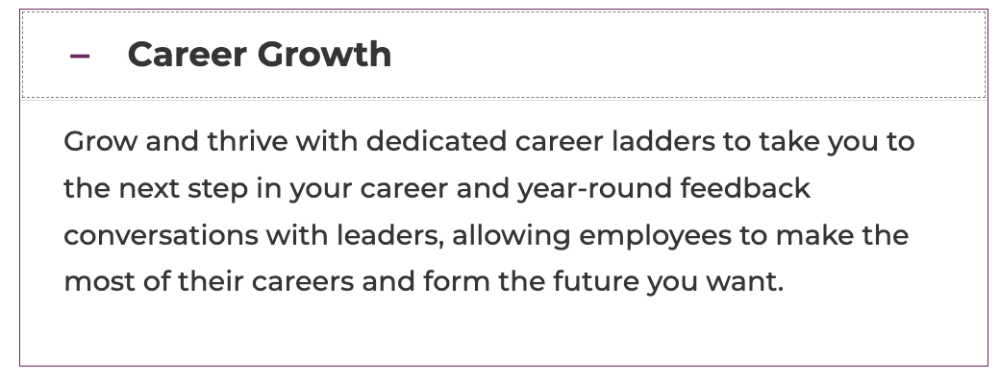 – Career Growth
Grow and thrive with dedicated career ladders to take you to
the next step in your career and year-round feedback
conversations with leaders, allowing employees to make the
most of their careers and form the future you want.